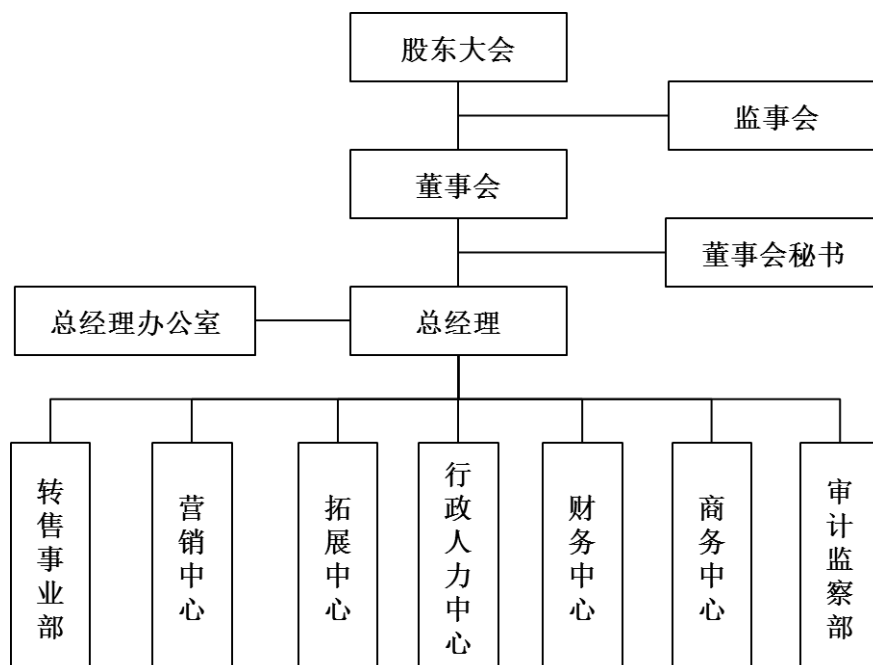 股东大会
监事会
董事会
董事会秘书
总经理办公室
总经理
转售事业部
营销中心
拓展中心
行政人力中心
财务中心
商务中心
审计监察部